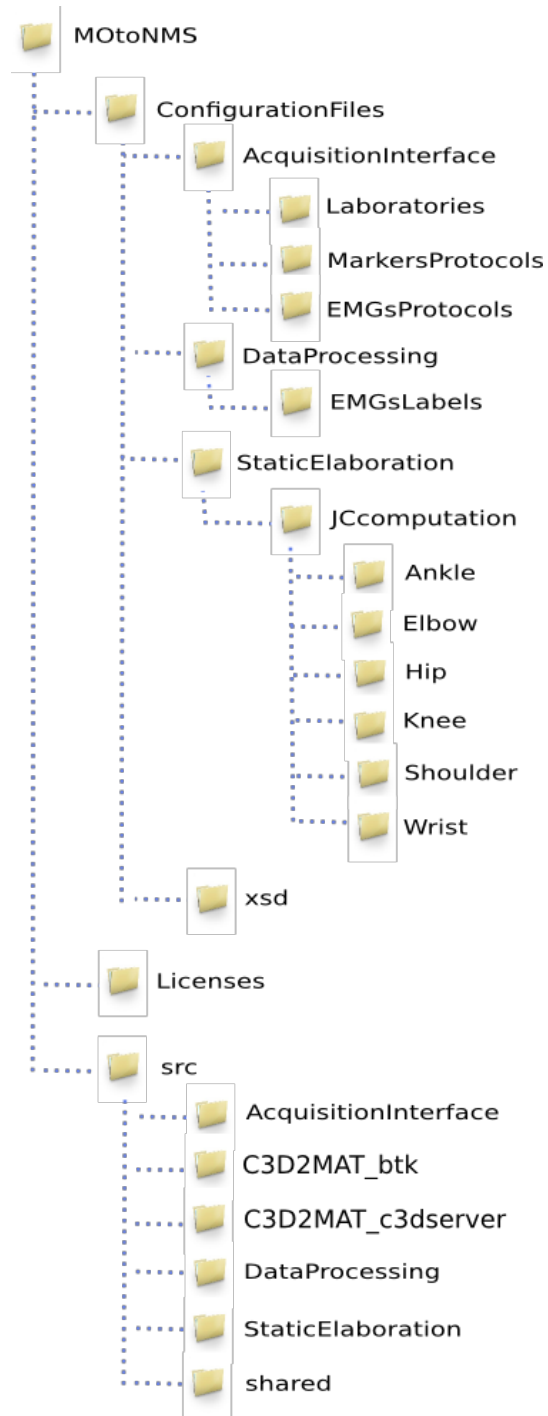 MOtoNMS
ConfigurationFiles
AcquisitionInterface
Laboratories
MarkersProtocols
EMGsProtocols
DataProcessing
EMGsLabels
StaticElaboration
JCcomputation
Ankle
Elbow
Hip
Knee
Shoulder
Wrist
xsd
Licenses
src
AcquisitionInterface
C3D2MAT_btk
C3D2MAT_c3dserver
DataProcessing
StaticElaboration
shared